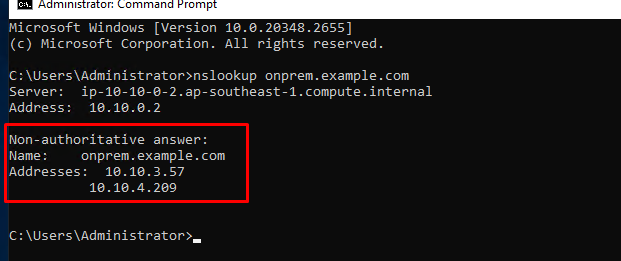 Administrator: Command Prompt
Microsoft Windows [Version 10.0.20348.2655]
(c) Microsoft Corporation. All rights reserved.
C:\Users\Administrator>nslookup onprem.example.com
Server:  ip-10-10-0-2.ap-southeast-1.compute.internal
Address:  10.10.0.2
Non-authoritative answer:
Name:    onprem.example.com
Addresses:  10.10.3.57
          10.10.4.209
C:\Users\Administrator>